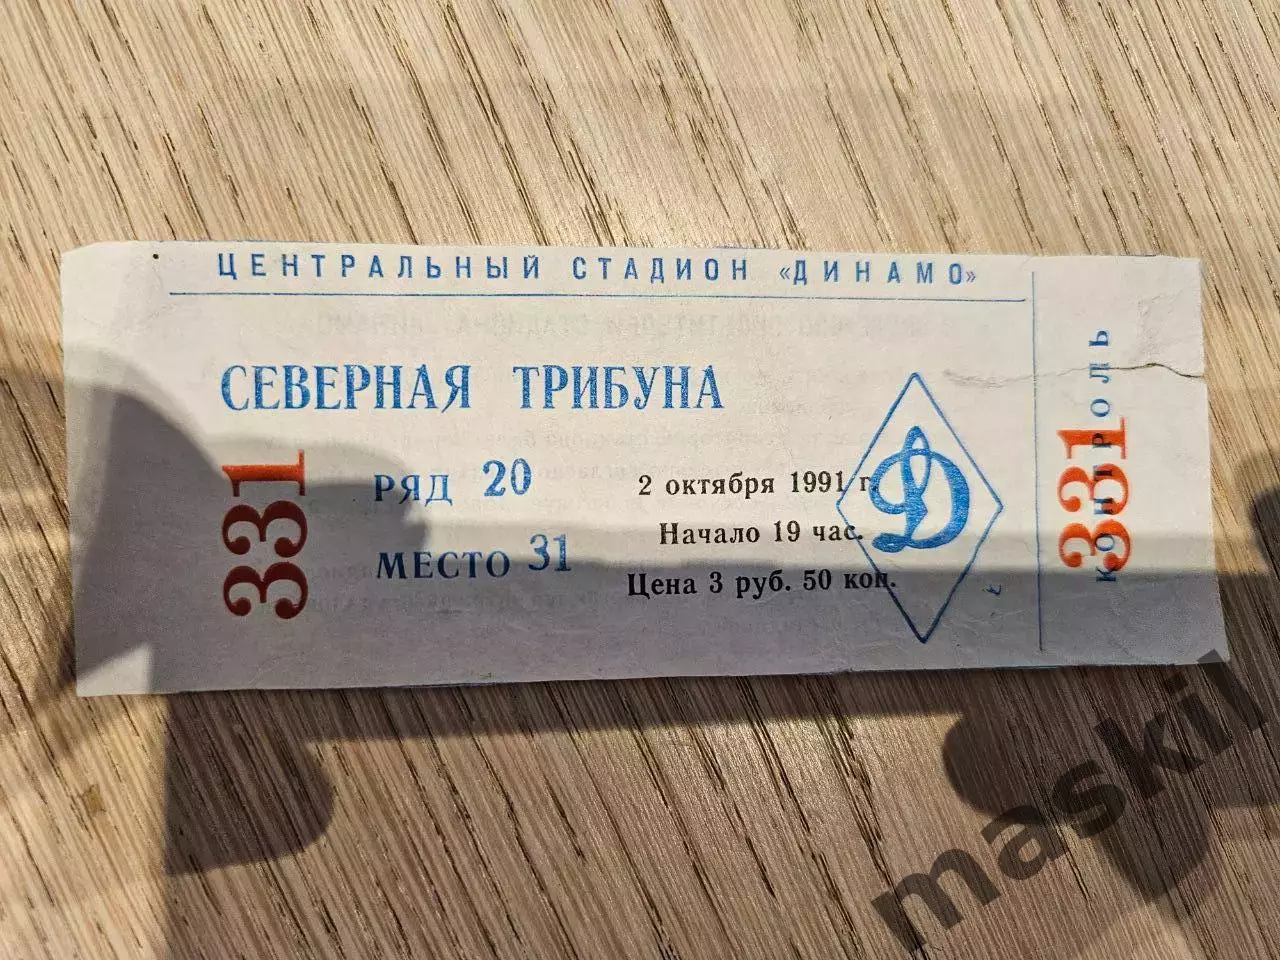 ЦЕНТРАЛЬНЫЙ СТАДИОН «ДИНАМО»
СЕВЕРНАЯ ТРИБУНА
331
РЯД 20
МЕСТО 31
2 октября 1991 г.
Начало 19 час.
Цена 3 руб. 50 коп.
Д
КОНТРОЛЬ
331
maskil